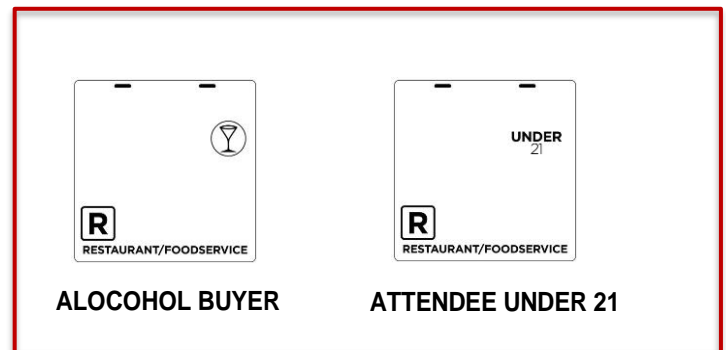 UNDER
21
R
RESTAURANT/FOODSERVICE
R
RESTAURANT/FOODSERVICE
ALOCOHOL BUYER
ATTENDEE UNDER 21